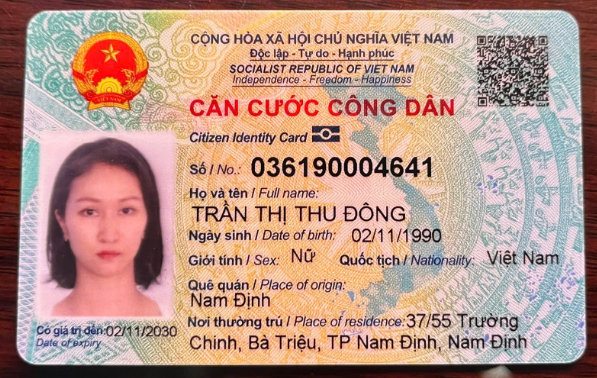 CỘNG HÒA XÃ HỘI CHỦ NGHĨA VIỆT NAM
Độc lập - Tự do - Hạnh phúc
SOCIALIST REPUBLIC OF VIET NAM
Independence - Freedom - Happiness
CĂN CƯỚC CÔNG DÂN
Citizen Identity Card
Số / No.: 036190004641
Họ và tên / Full name:
TRẦN THỊ THU ĐÔNG
Ngày sinh / Date of birth: 02/11/1990
Giới tính / Sex: Nữ Quốc tịch / Nationality: Việt Nam
Quê quán / Place of origin:
Nam Định
Nơi thường trú / Place of residence: 37/55 Trường
Chinh, Bà Triệu, TP Nam Định, Nam Định
Có giá trị đến: 02/11/2030
Date of expiry